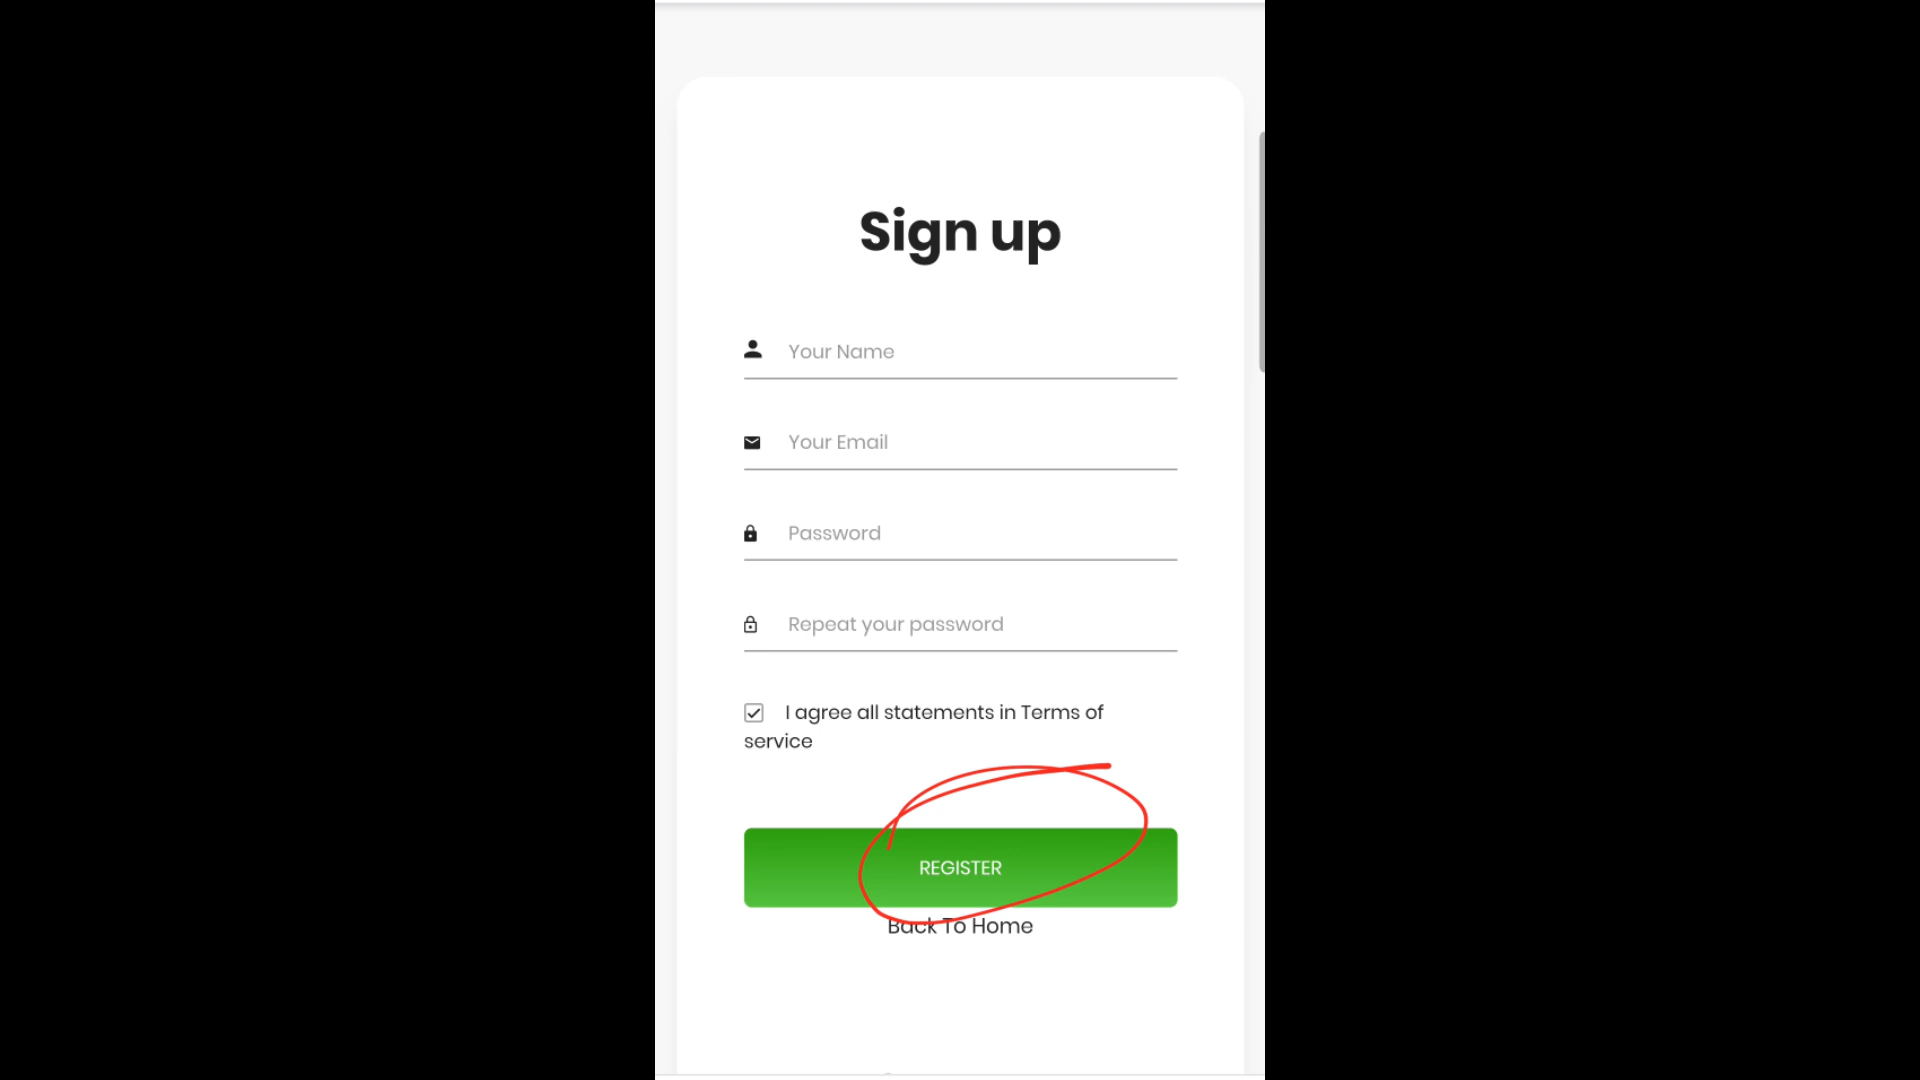 Sign up
Your Name
Your Email
Password
Repeat your password
I agree all statements in Terms of
service
REGISTER
Back To Home